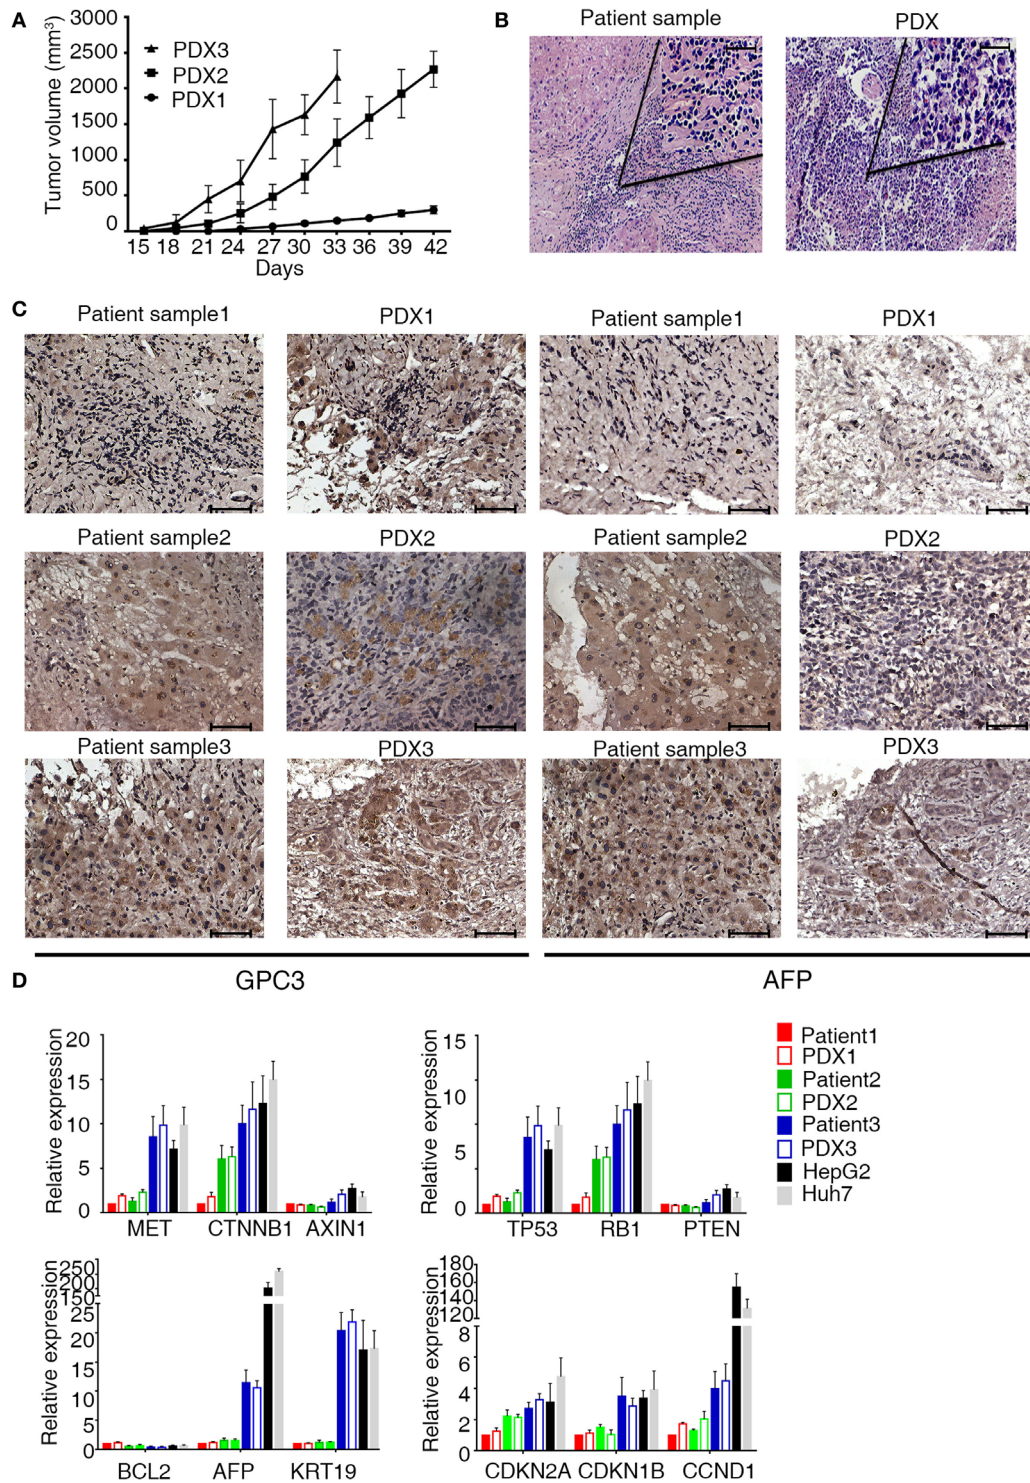 A
Tumor volume (mm³)
3000
2500
2000
1500
1000
500
0
PDX3
PDX2
PDX1
15 18 21 24 27 30 33 36 39 42
Days
B
Patient sample
PDX
C
Patient sample1
PDX1
Patient sample1
PDX1
Patient sample2
PDX2
Patient sample2
PDX2
Patient sample3
PDX3
Patient sample3
PDX3
GPC3
AFP
D
Relative expression
20
15
10
5
0
MET CTNNB1 AXIN1
Relative expression
15
10
5
0
TP53 RB1 PTEN
Patient1
PDX1
Patient2
PDX2
Patient3
PDX3
HepG2
Huh7
Relative expression
250
200
150
25
20
15
10
5
0
BCL2 AFP KRT19
Relative expression
180
160
140
120
8
6
4
2
0
CDKN2A CDKN1B CCND1